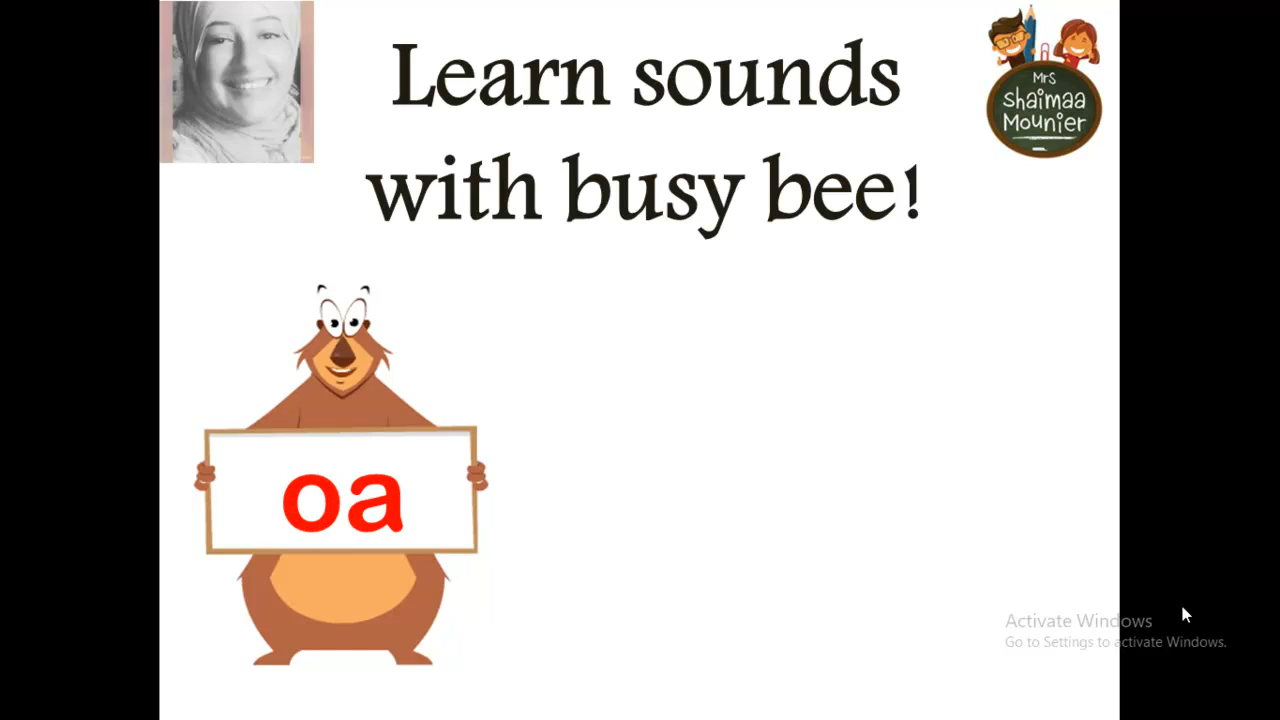 Learn sounds
with busy bee!
Mrs
Shaimaa
Mounier
oa
Activate Windows
Go to Settings to activate Windows.